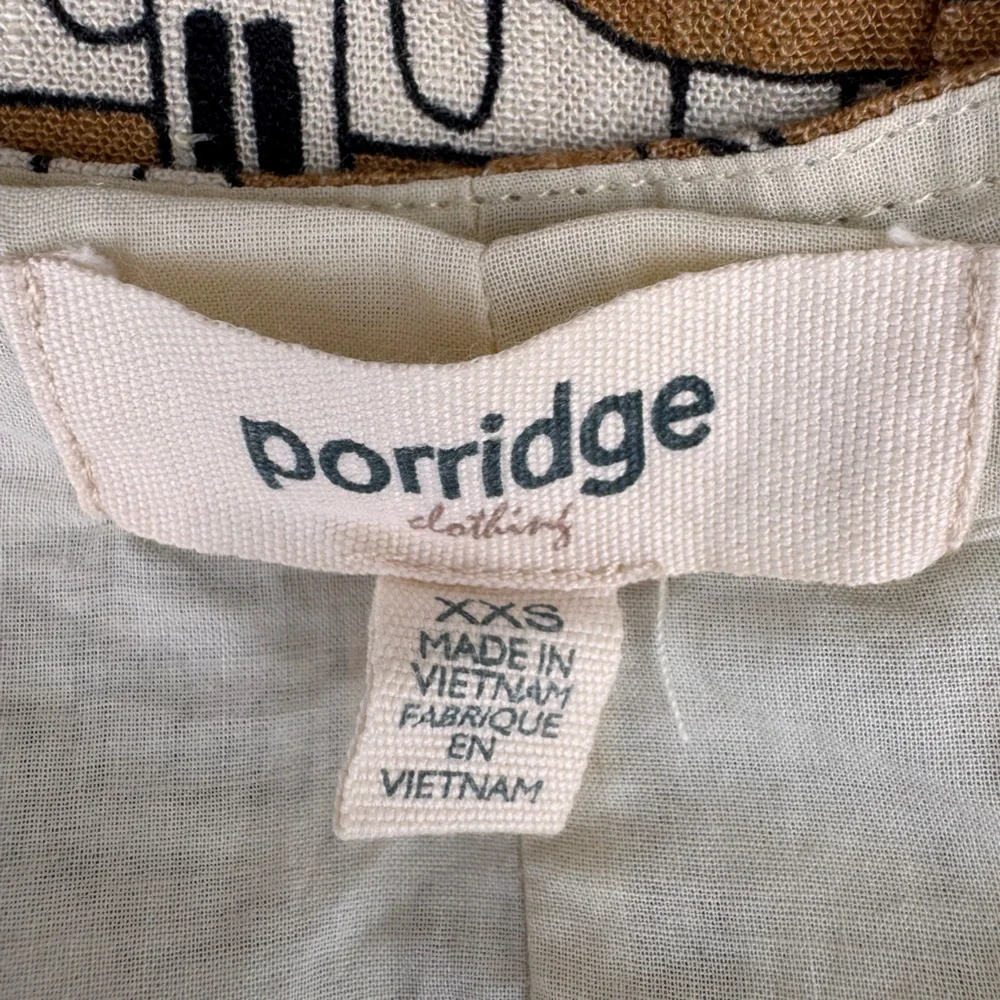 porridge
clothing
XXS
MADE IN
VIETNAM
FABRIQUE
EN
VIETNAM